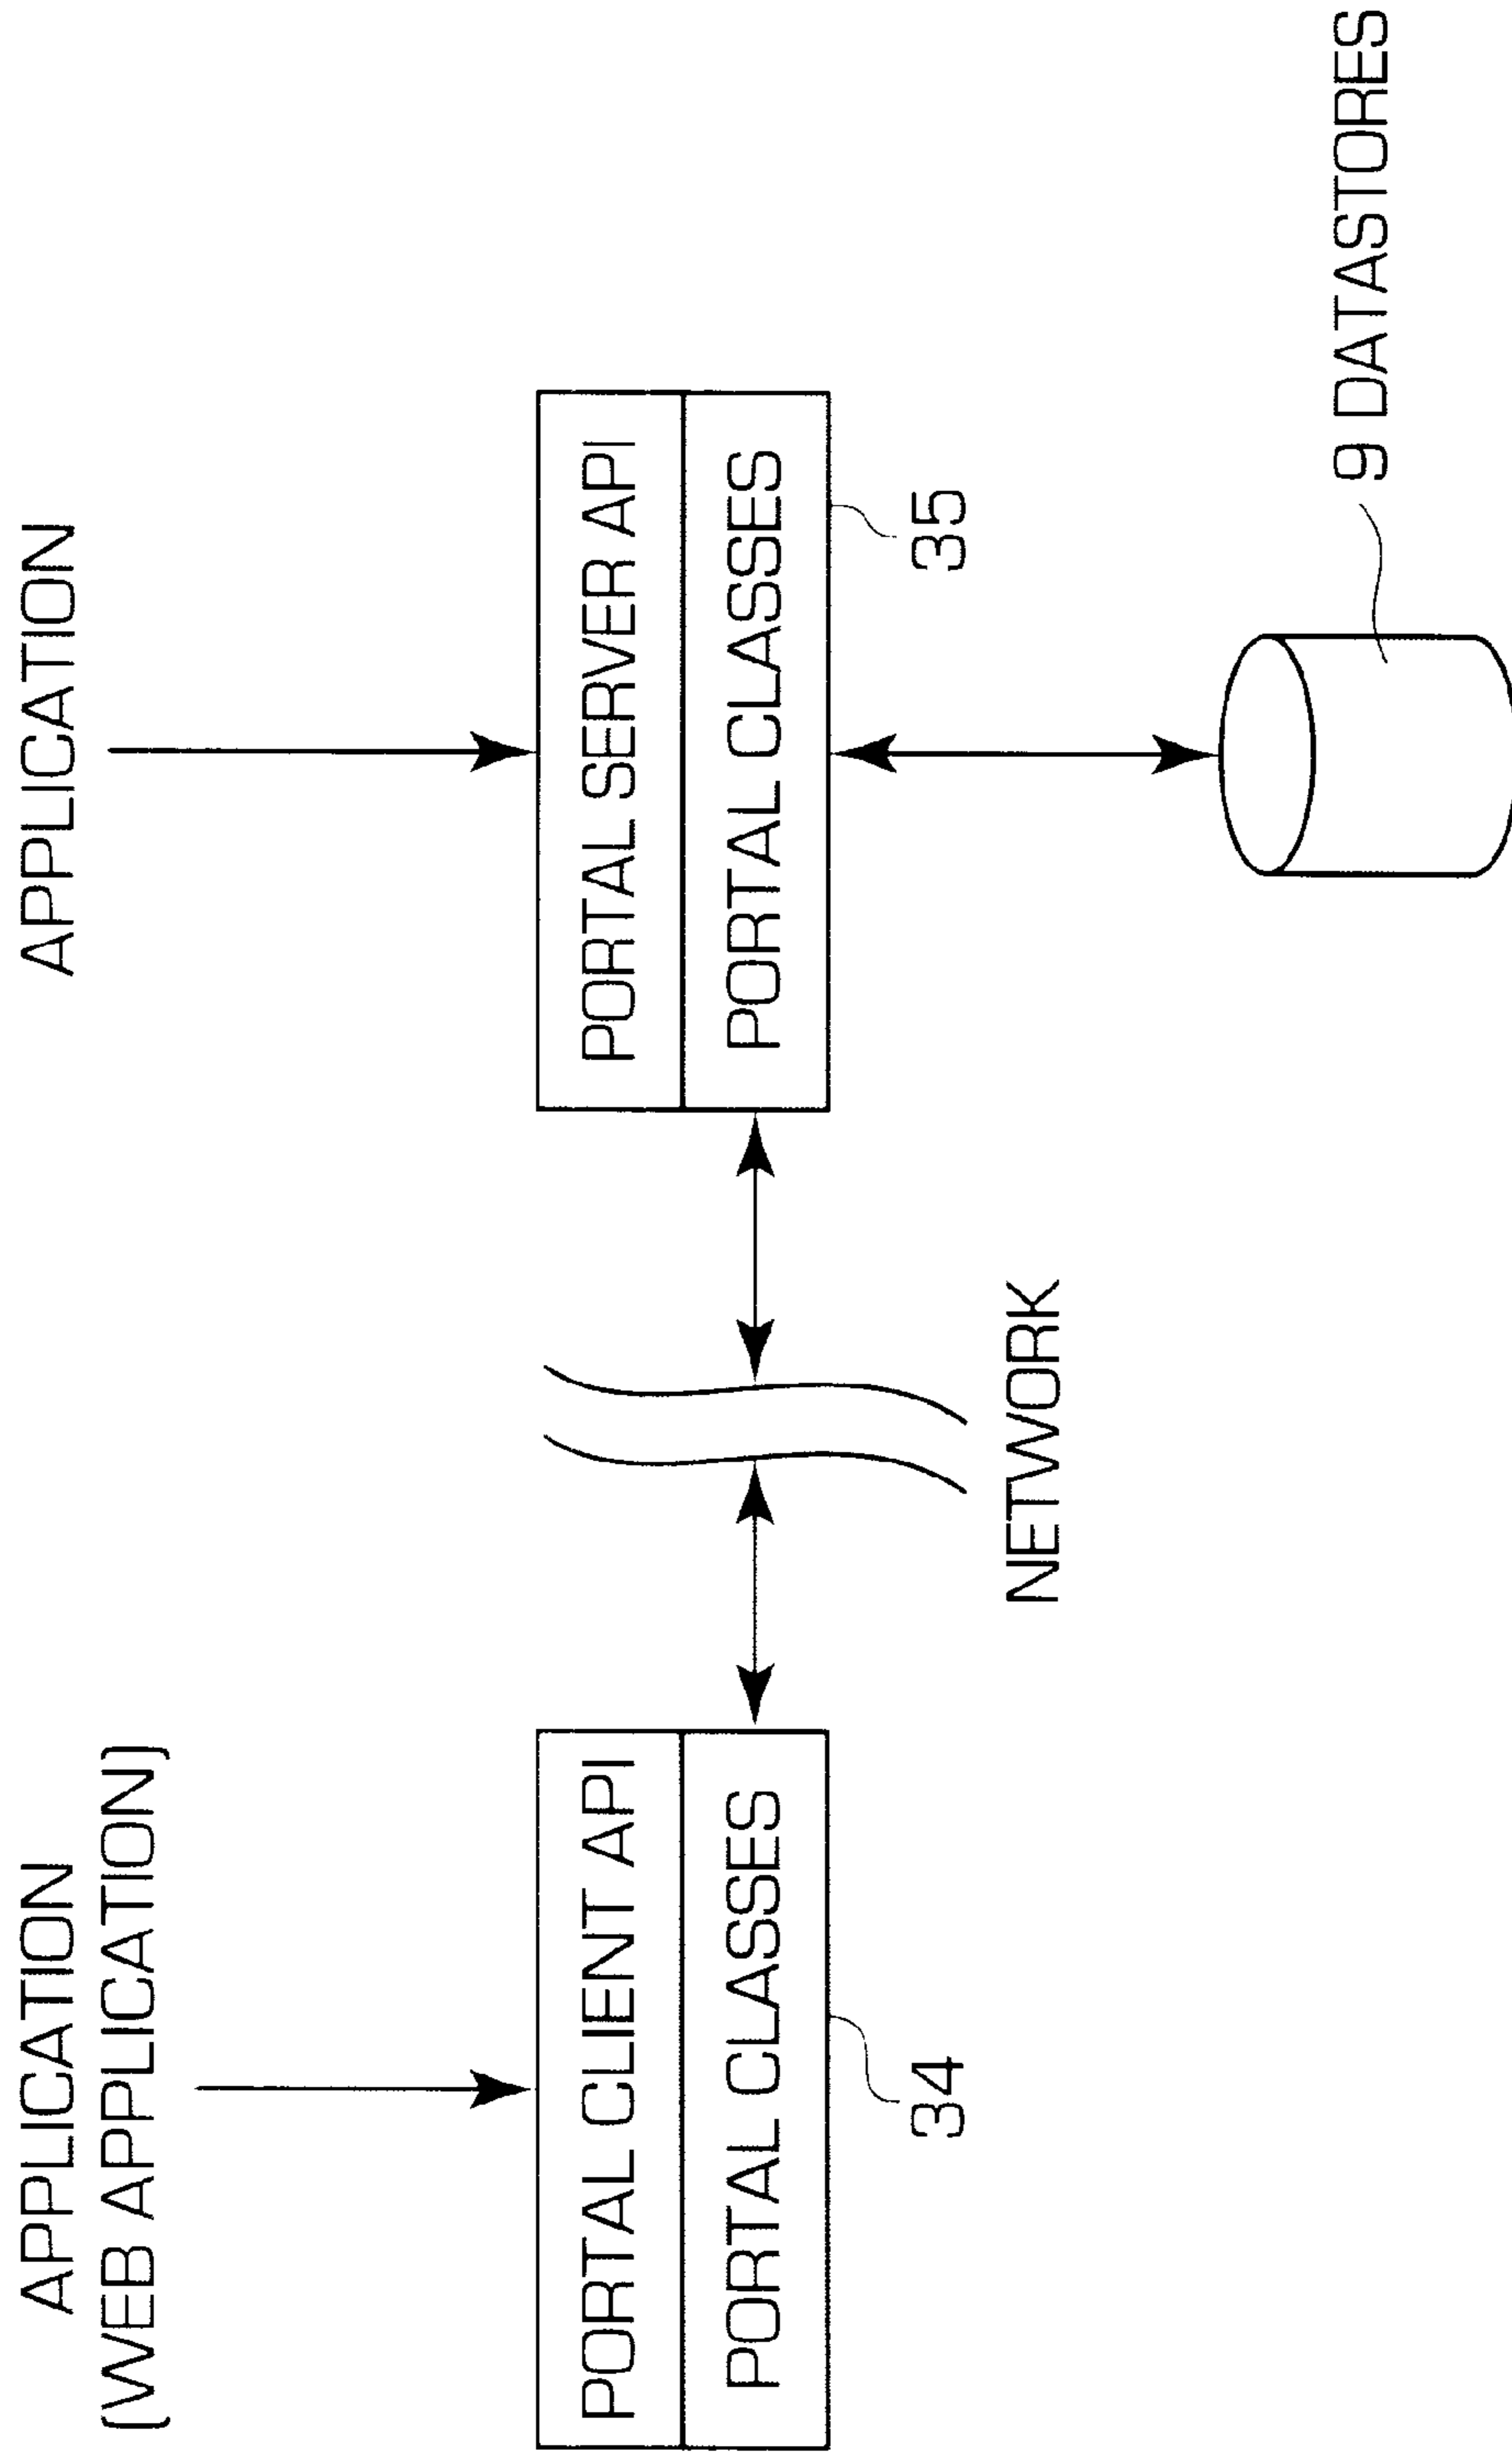 APPLICATION
(WEB APPLICATION)
APPLICATION
PORTAL CLIENT API
PORTAL CLASSES
34
NETWORK
PORTAL SERVER API
PORTAL CLASSES
35
9 DATASTORES